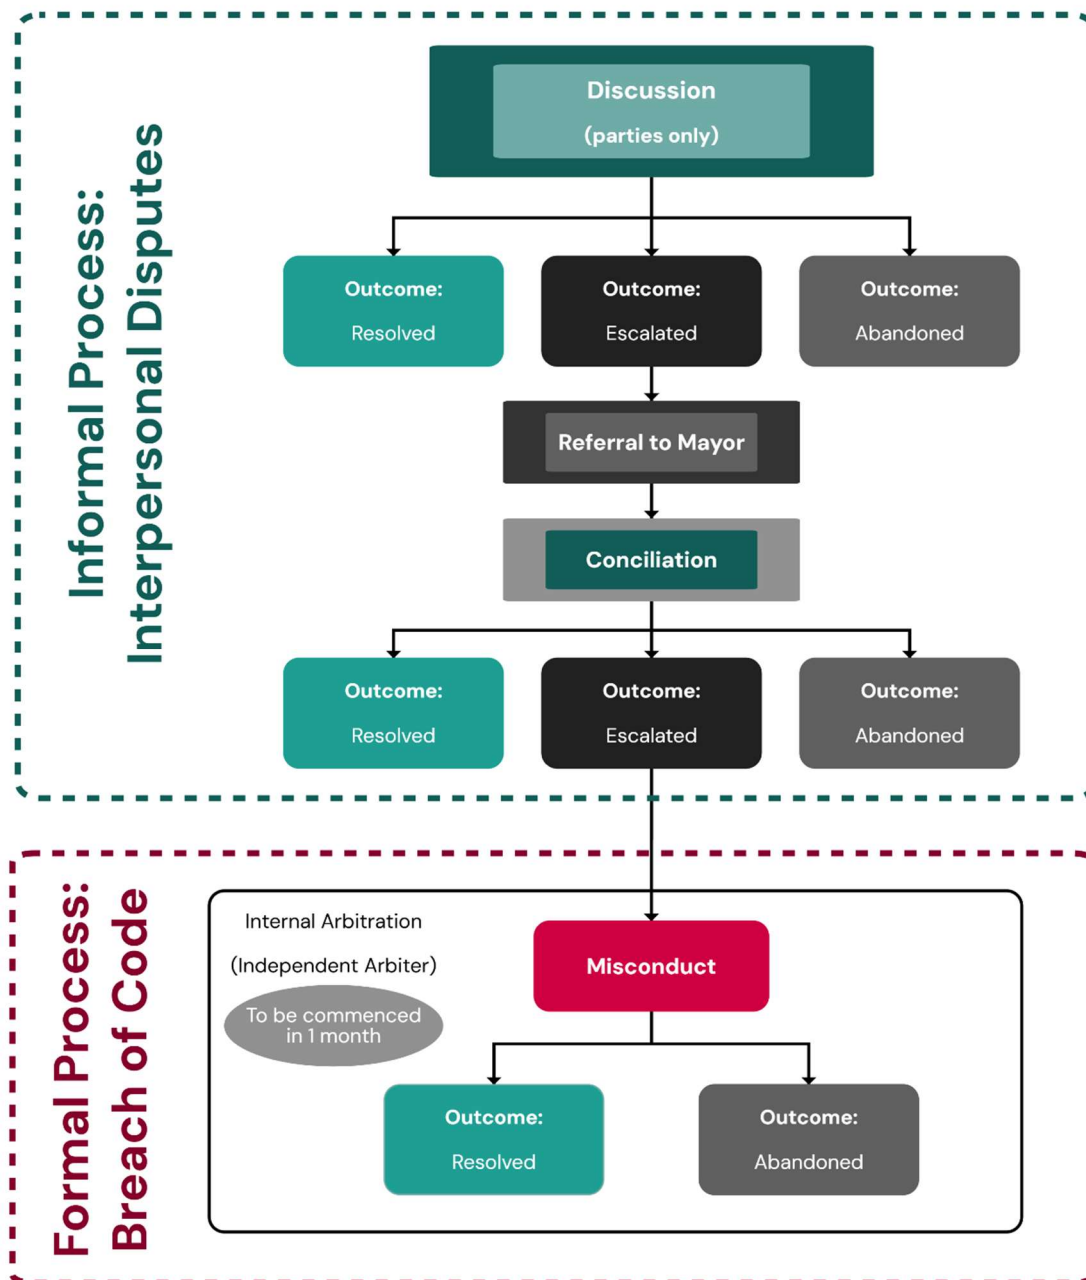 Informal Process:
Interpersonal Disputes
Discussion
(parties only)
Outcome:
Resolved
Outcome:
Escalated
Outcome:
Abandoned
Referral to Mayor
Conciliation
Outcome:
Resolved
Outcome:
Escalated
Outcome:
Abandoned
Formal Process:
Breach of Code
Internal Arbitration
(Independent Arbiter)
To be commenced
in 1 month
Misconduct
Outcome:
Resolved
Outcome:
Abandoned